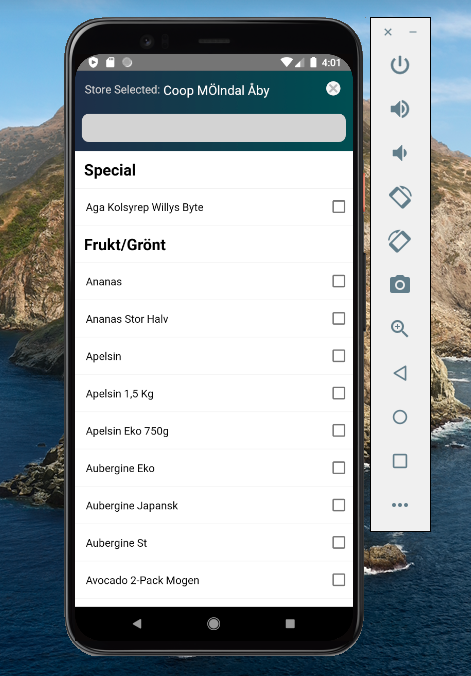 4:01
Store Selected: Coop MÖlndal Åby
Special
Aga Kolsyrep Willys Byte
Frukt/Grönt
Ananas
Ananas Stor Halv
Apelsin
Apelsin 1,5 Kg
Apelsin Eko 750g
Aubergine Eko
Aubergine Japansk
Aubergine St
Avocado 2-Pack Mogen